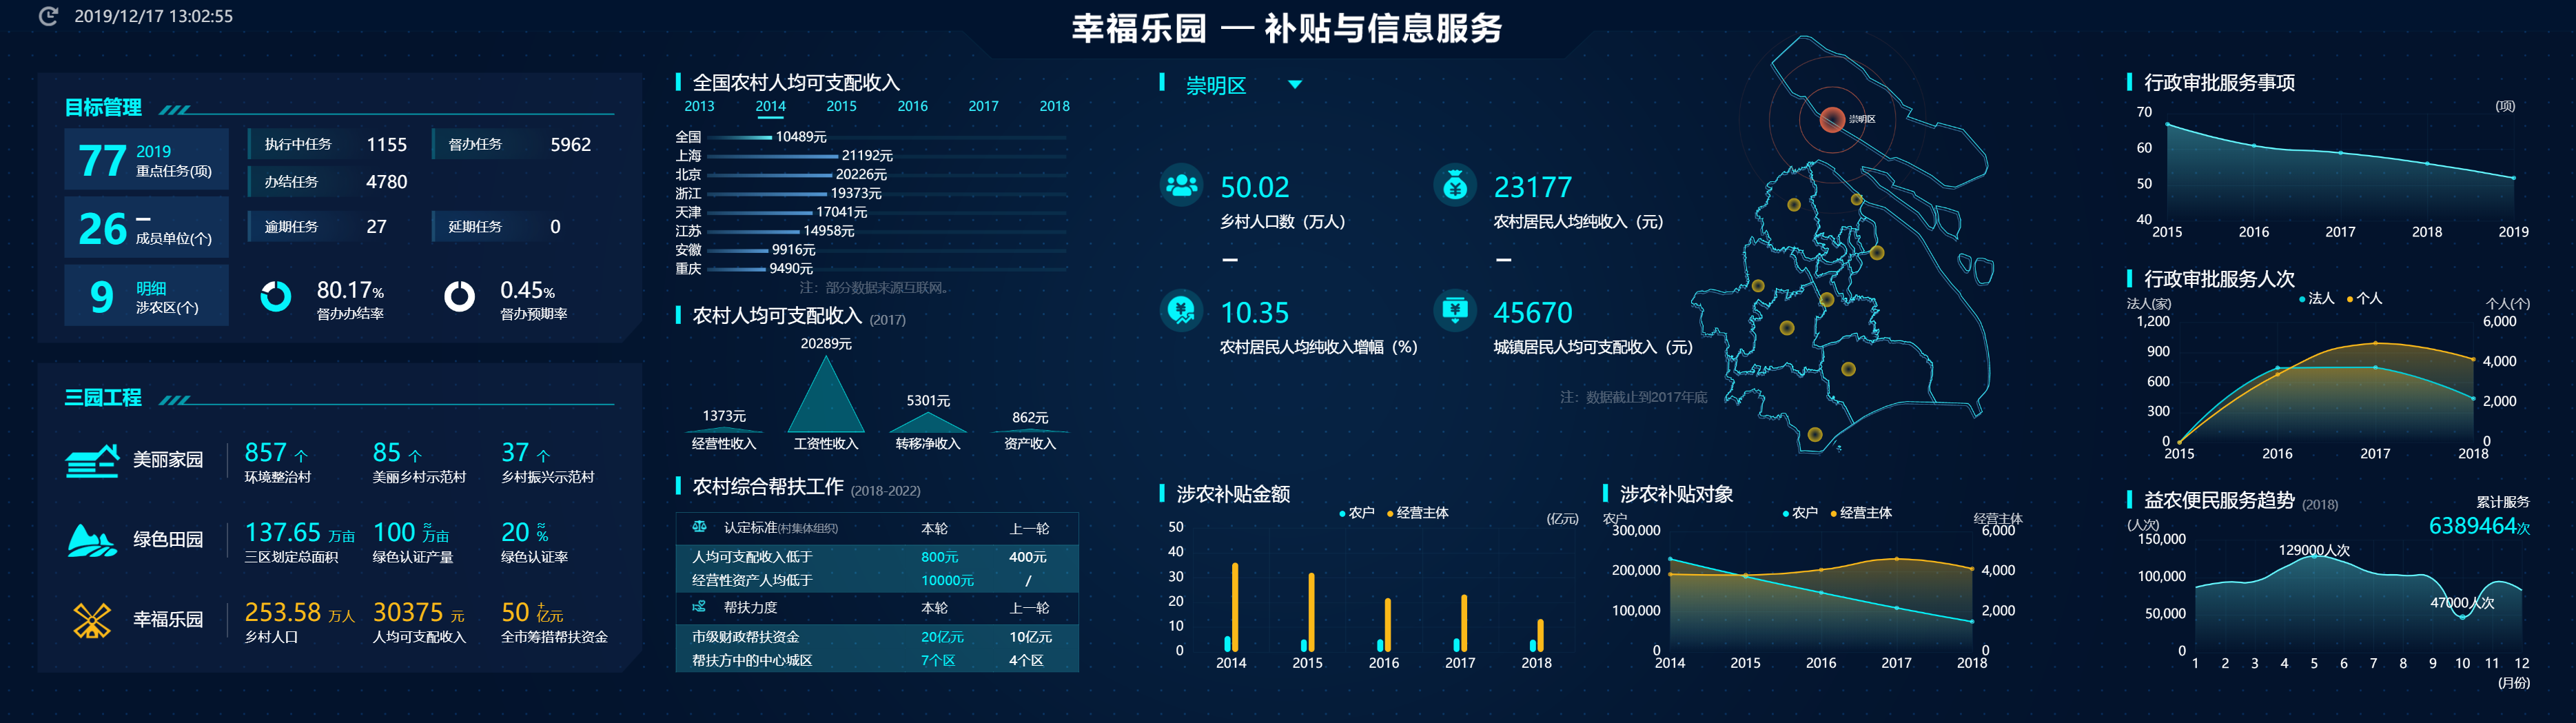 2019/12/17 13:02:55
幸福乐园 — 补贴与信息服务
目标管理
77 2019
重点任务(项)
26 –
成员单位(个)
9 明细
涉农区(个)
执行中任务 1155 督办任务 5962
办结任务 4780
逾期任务 27 延期任务 0
80.17%
督办办结率
0.45%
督办预期率
三园工程
美丽家园
857 个
环境整治村
85 个
美丽乡村示范村
37 个
乡村振兴示范村
绿色田园
137.65 万亩
三区划定总面积
100 ≈ 万亩
绿色认证产量
20 ≈ %
绿色认证率
幸福乐园
253.58 万人
乡村人口
30375 元
人均可支配收入
50 + 亿元
全市筹措帮扶资金
全国农村人均可支配收入
2013 2014 2015 2016 2017 2018
全国 10489元
上海 21192元
北京 20226元
浙江 19373元
天津 17041元
江苏 14958元
安徽 9916元
重庆 9490元
注：部分数据来源互联网。
农村人均可支配收入 (2017)
1373元 20289元 5301元 862元
经营性收入 工资性收入 转移净收入 资产收入
农村综合帮扶工作 (2018-2022)
认定标准(村集体组织) 本轮 上一轮
人均可支配收入低于 800元 400元
经营性资产人均低于 10000元 /
帮扶力度 本轮 上一轮
市级财政帮扶资金 20亿元 10亿元
帮扶方中的中心城区 7个区 4个区
崇明区
50.02
乡村人口数（万人）
–
23177
农村居民人均纯收入（元）
–
10.35
农村居民人均纯收入增幅（%）
45670
城镇居民人均可支配收入（元）
注：数据截止到2017年底
崇明区
涉农补贴金额
农户 经营主体
(亿元)
50
40
30
20
10
0
2014 2015 2016 2017 2018
涉农补贴对象
农户 农户 经营主体 经营主体
300,000 6,000
200,000 4,000
100,000 2,000
0 0
2014 2015 2016 2017 2018
行政审批服务事项
(项)
70
60
50
40
2015 2016 2017 2018 2019
行政审批服务人次
法人(家) 法人 个人 个人(个)
1,200 6,000
900
4,000
600
2,000
300
0 0
2015 2016 2017 2018
益农便民服务趋势 (2018)
累计服务
6389464次
(人次)
150,000
100,000
50,000
0
129000人次
47000人次
1 2 3 4 5 6 7 8 9 10 11 12
(月份)